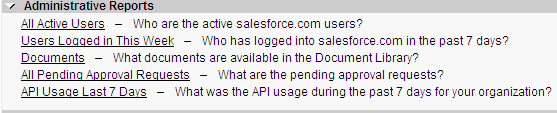 Administrative Reports
All Active Users – Who are the active salesforce.com users?
Users Logged in This Week – Who has logged into salesforce.com in the past 7 days?
Documents – What documents are available in the Document Library?
All Pending Approval Requests – What are the pending approval requests?
API Usage Last 7 Days – What was the API usage during the past 7 days for your organization?